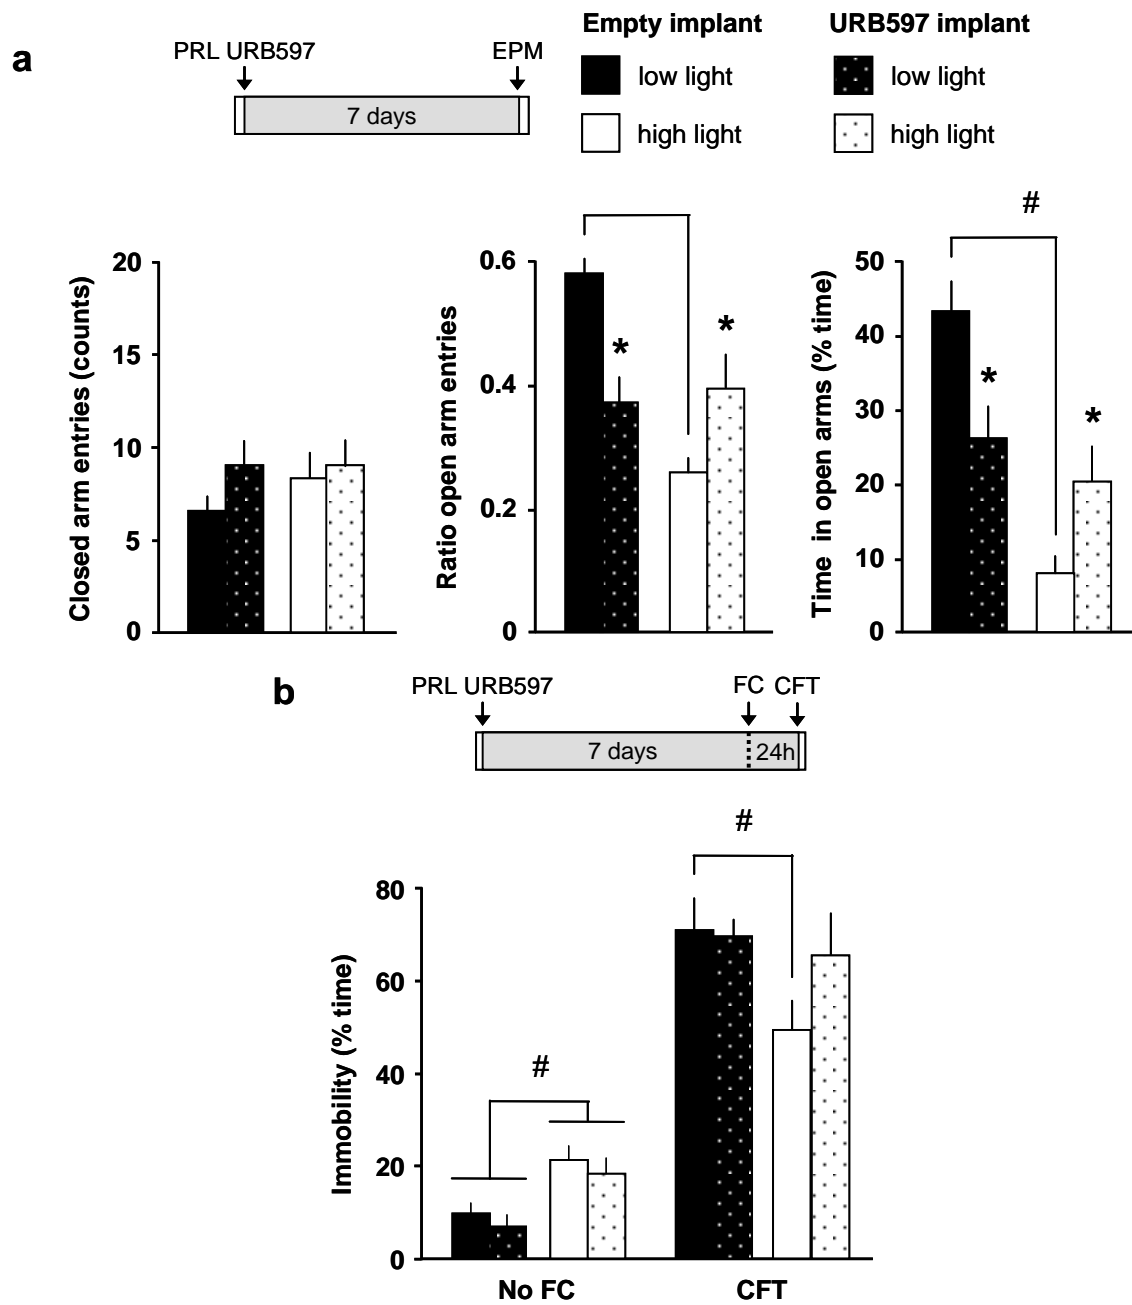 a
PRL URB597
EPM
7 days
Empty implant
URB597 implant
low light
low light
high light
high light
Closed arm entries (counts)
20
15
10
5
0
Ratio open arm entries
0.6
0.4
0.2
0
*
*
Time in open arms (% time)
50
40
30
20
10
0
#
*
*
b
PRL URB597
FC
CFT
7 days
24h
Immobility (% time)
80
60
40
20
0
#
#
No FC
CFT